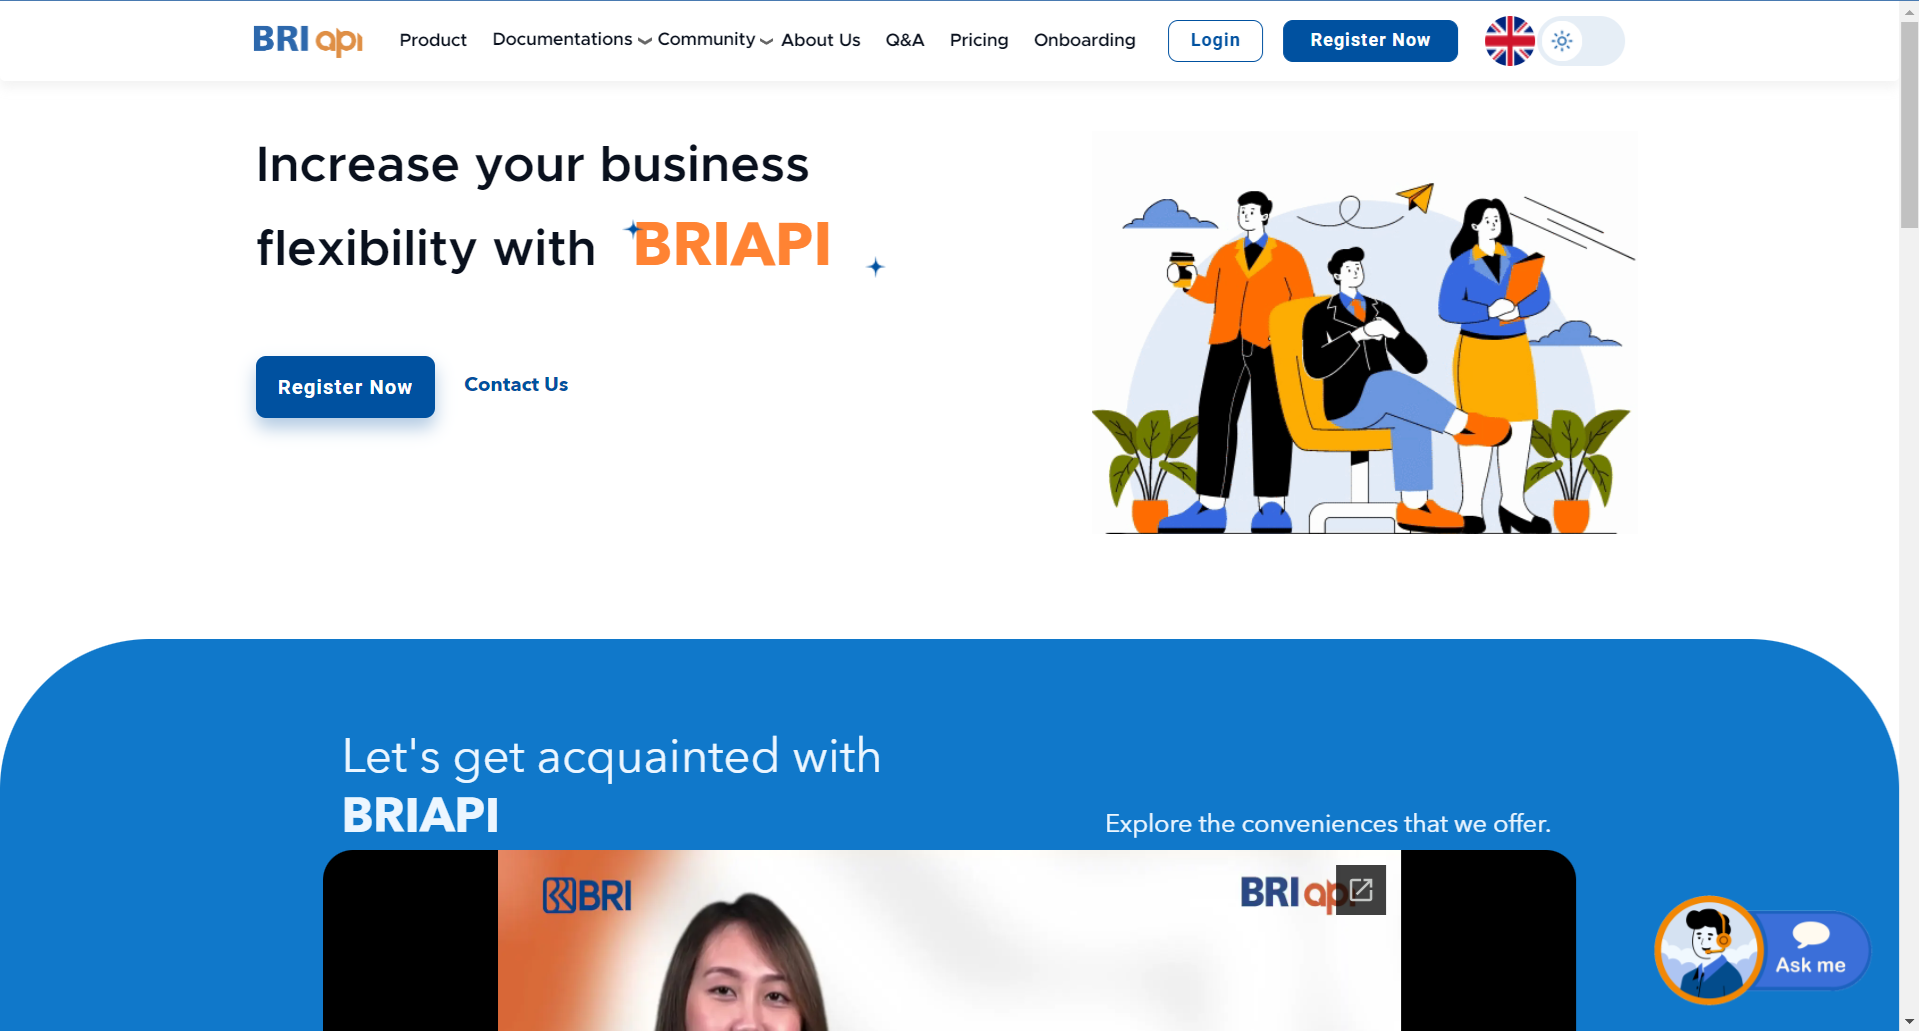 BRI api
Product
Documentations
Community
About Us
Q&A
Pricing
Onboarding
Login
Register Now
Increase your business
flexibility with BRIAPI
Register Now
Contact Us
Let's get acquainted with
BRIAPI
Explore the conveniences that we offer.
BRI
BRI api
Ask me